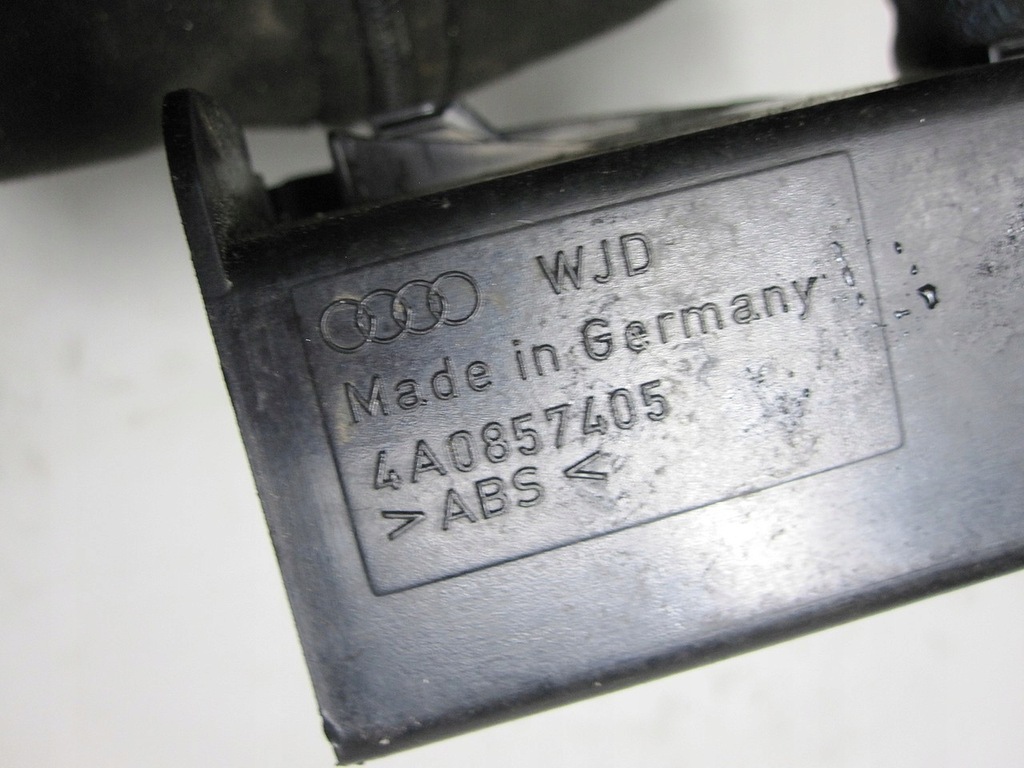 WJD
Made in Germany
4A0857405
>ABS<